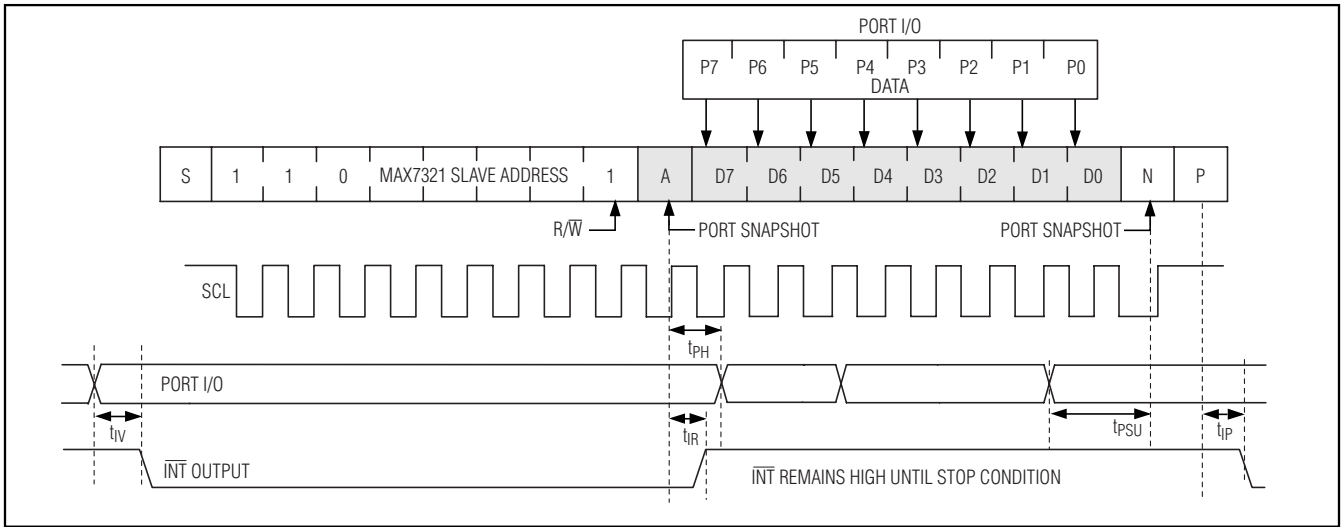 PORT I/O
P7 P6 P5 P4 P3 P2 P1 P0
DATA
S 1 1 0 MAX7321 SLAVE ADDRESS 1 A D7 D6 D5 D4 D3 D2 D1 D0 N P
R/W̅ PORT SNAPSHOT PORT SNAPSHOT
SCL
tPH
PORT I/O
tIV tIR tPSU tIP
I̅N̅T̅ OUTPUT I̅N̅T̅ REMAINS HIGH UNTIL STOP CONDITION